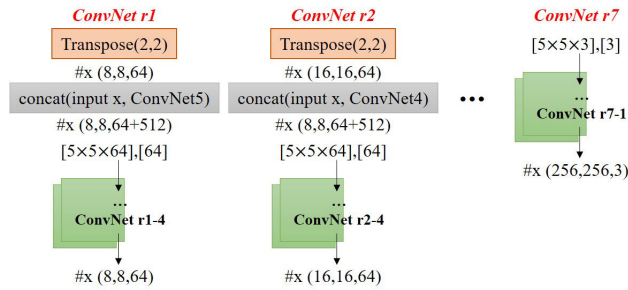 ConvNet r1
Transpose(2,2)
#x (8,8,64)
concat(input x, ConvNet5)
#x (8,8,64+512)
[5×5×64],[64]
...
ConvNet r1-4
#x (8,8,64)
ConvNet r2
Transpose(2,2)
#x (16,16,64)
concat(input x, ConvNet4)
#x (8,8,64+512)
[5×5×64],[64]
...
ConvNet r2-4
#x (16,16,64)
...
ConvNet r7
[5×5×3],[3]
...
ConvNet r7-1
#x (256,256,3)